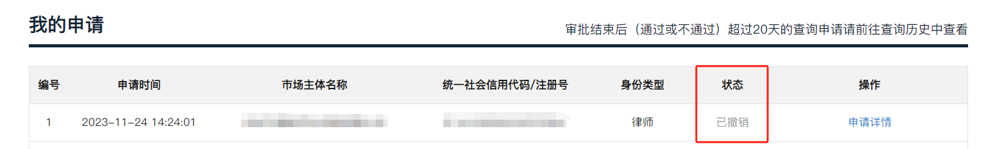 我的申请
审批结束后（通过或不通过）超过20天的查询申请请前往查询历史中查看
编号 申请时间 市场主体名称 统一社会信用代码/注册号 身份类型 状态 操作
1 2023-11-24 14:24:01 律师 已撤销 申请详情